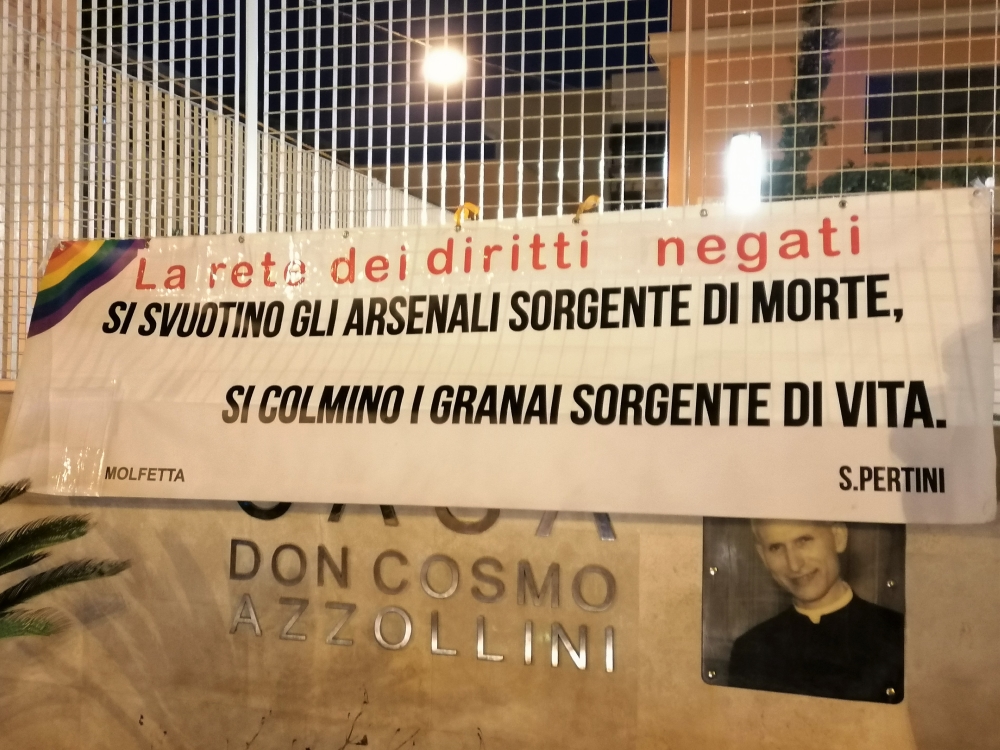 La rete dei diritti negati
SI SVUOTINO GLI ARSENALI SORGENTE DI MORTE,
SI COLMINO I GRANAI SORGENTE DI VITA.
MOLFETTA
S.PERTINI
CASA
DON COSMO
AZZOLLINI